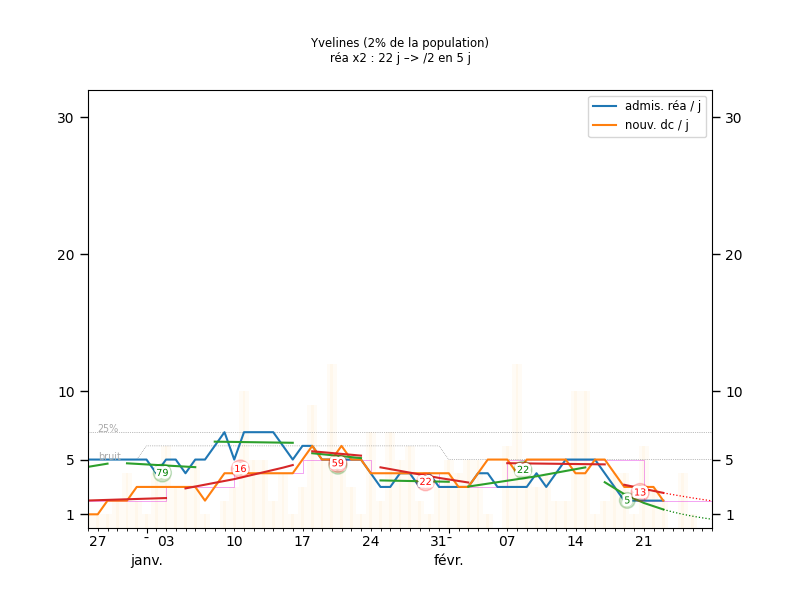 Yvelines (2% de la population)
réa x2 : 22 j –> /2 en 5 j
admis. réa / j
nouv. dc / j
30 30
20 20
10 10
25%
bruit
5 5
79 16 59 22 22 5 13
1 1
27 - 03 10 17 24 31 - 07 14 21
janv. févr.